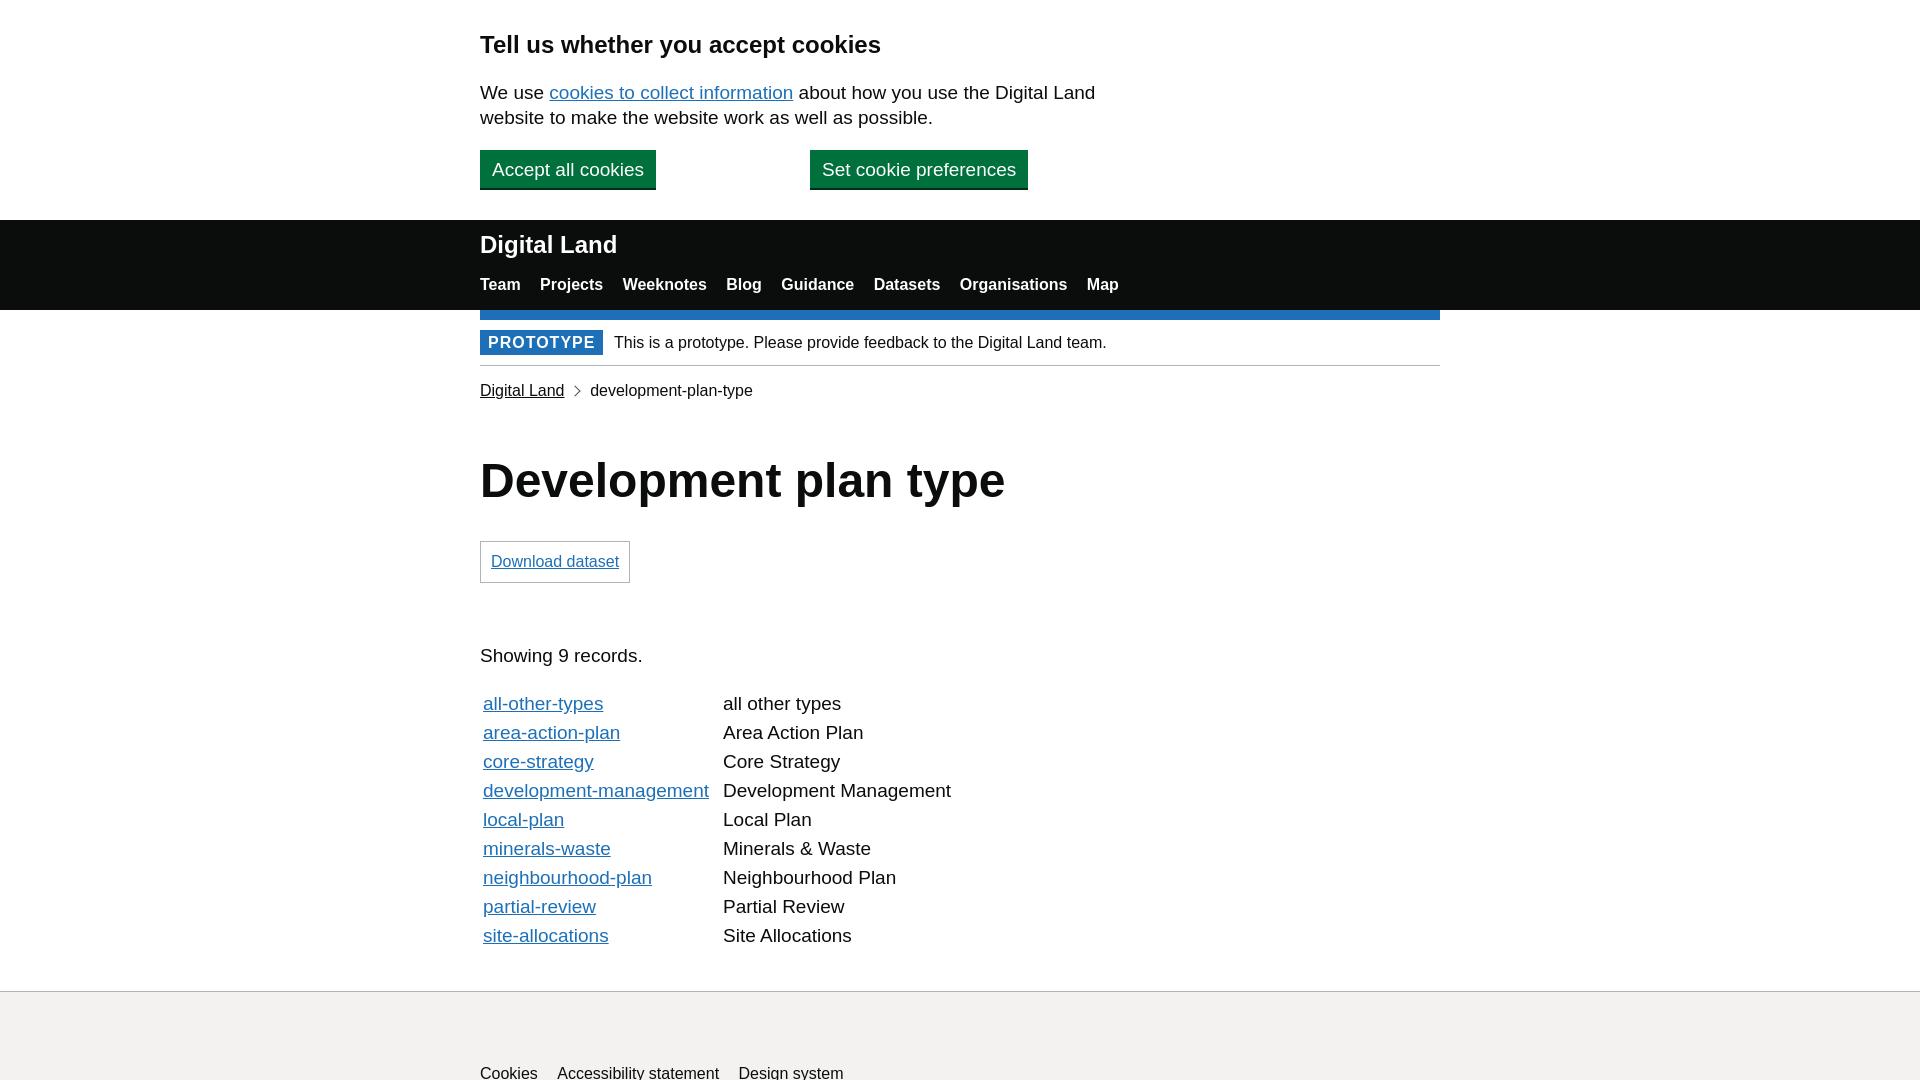 Tell us whether you accept cookies
We use cookies to collect information about how you use the Digital Land
website to make the website work as well as possible.
Accept all cookies Set cookie preferences
Digital Land
Team Projects Weeknotes Blog Guidance Datasets Organisations Map
PROTOTYPE This is a prototype. Please provide feedback to the Digital Land team.
Digital Land development-plan-type
Development plan type
Download dataset
Showing 9 records.
all-other-types all other types
area-action-plan Area Action Plan
core-strategy Core Strategy
development-management Development Management
local-plan Local Plan
minerals-waste Minerals & Waste
neighbourhood-plan Neighbourhood Plan
partial-review Partial Review
site-allocations Site Allocations
Cookies Accessibility statement Design system